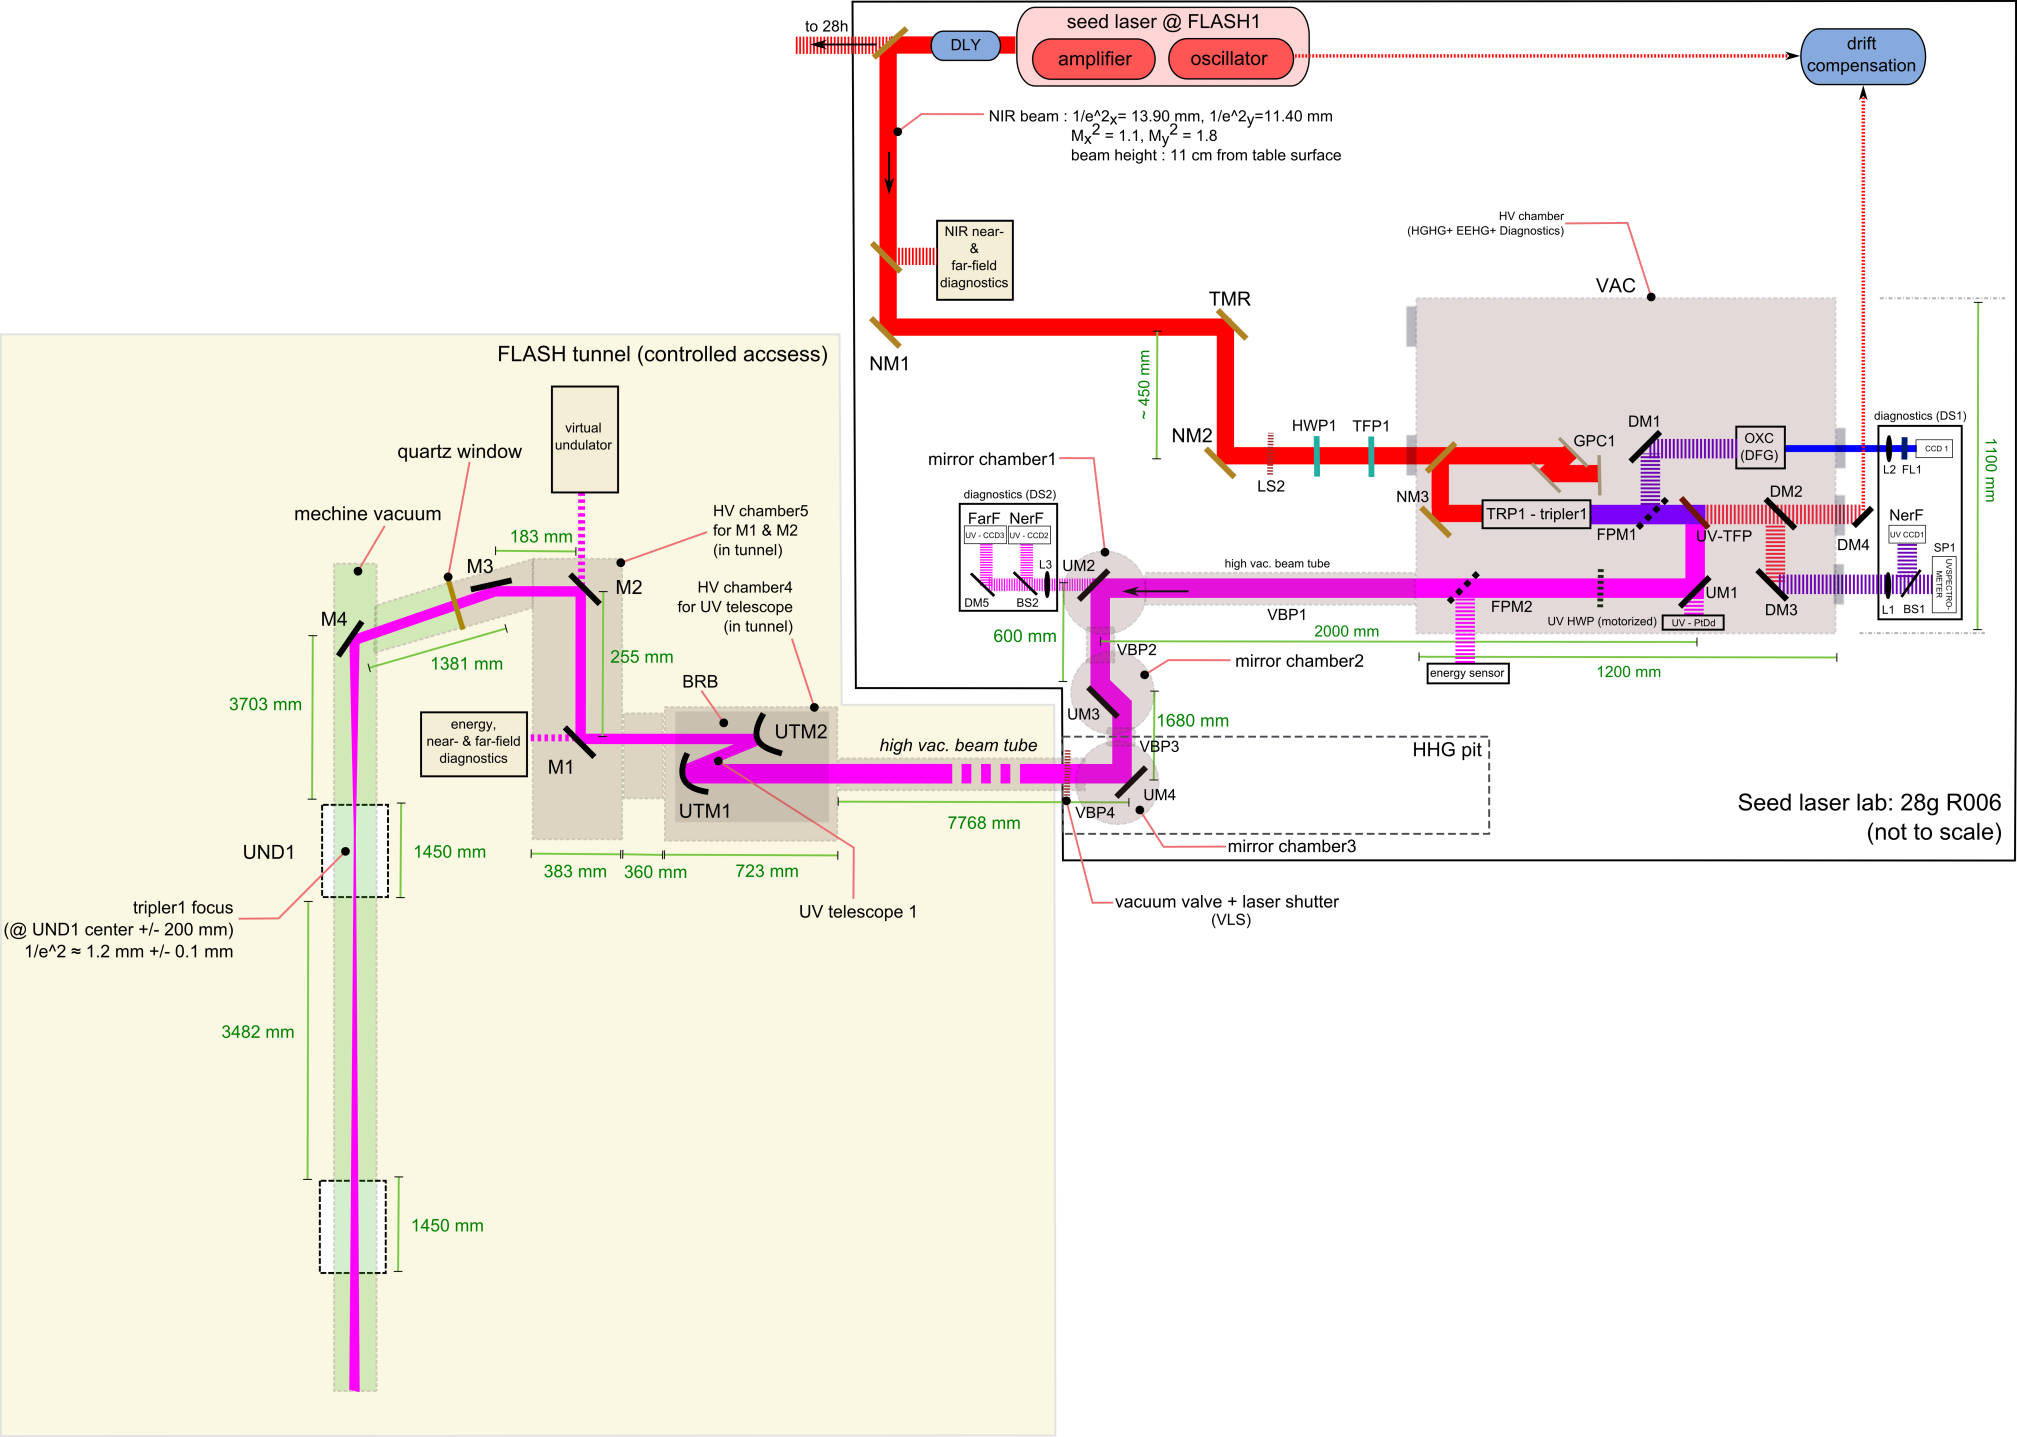 to 28h
DLY
seed laser @ FLASH1
amplifier
oscillator
drift
compensation
NIR beam : 1/e^2x= 13.90 mm, 1/e^2y=11.40 mm
Mx^2 = 1.1, My^2 = 1.8
beam height : 11 cm from table surface
NIR near-
&
far-field
diagnostics
HV chamber
(HGHG+ EEHG+ Diagnostics)
VAC
TMR
NM1
~ 450 mm
NM2
LS2
HWP1
TFP1
GPC1
NM3
TRP1 - tripler1
DM1
OXC
(DFG)
FPM1
UV-TFP
DM2
DM4
DM3
UM1
UV - PtDd
UV HWP (motorized)
FPM2
energy sensor
diagnostics (DS1)
L2
FL1
CCD 1
NerF
UV CCD1
SP1
UVSPECTRO-
METER
L1
BS1
1100 mm
1200 mm
2000 mm
high vac. beam tube
VBP1
mirror chamber1
diagnostics (DS2)
FarF
NerF
UV - CCD3
UV - CCD2
L3
DM5
BS2
UM2
600 mm
VBP2
mirror chamber2
UM3
1680 mm
VBP3
HHG pit
UM4
VBP4
mirror chamber3
Seed laser lab: 28g R006
(not to scale)
vacuum valve + laser shutter
(VLS)
FLASH tunnel (controlled accsess)
virtual
undulator
quartz window
mechine vacuum
183 mm
M3
M2
HV chamber5
for M1 & M2
(in tunnel)
HV chamber4
for UV telescope
(in tunnel)
M4
1381 mm
255 mm
3703 mm
BRB
energy,
near- & far-field
diagnostics
M1
UTM2
UTM1
high vac. beam tube
7768 mm
383 mm
360 mm
723 mm
UV telescope 1
UND1
1450 mm
tripler1 focus
(@ UND1 center +/- 200 mm)
1/e^2 ≈ 1.2 mm +/- 0.1 mm
3482 mm
1450 mm